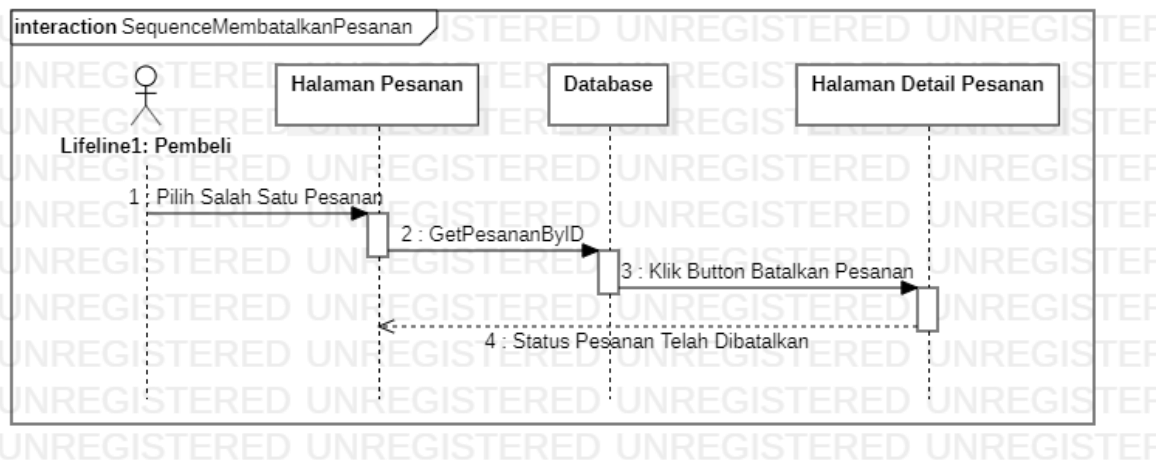 interaction SequenceMembatalkanPesanan
Halaman Pesanan
Database
Halaman Detail Pesanan
Lifeline1: Pembeli
1 : Pilih Salah Satu Pesanan
2 : GetPesananByID
3 : Klik Button Batalkan Pesanan
4 : Status Pesanan Telah Dibatalkan
UNREGISTERED UNREGISTERED UNREGISTERED UNREGISTERED